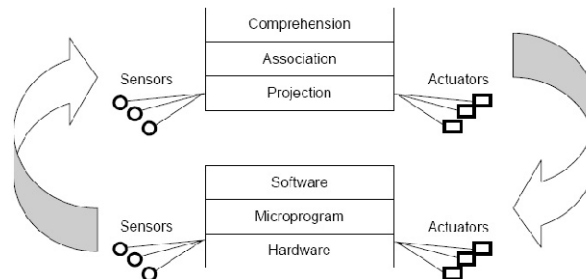 Comprehension
Sensors Association Actuators
Projection
Software
Sensors Microprogram Actuators
Hardware